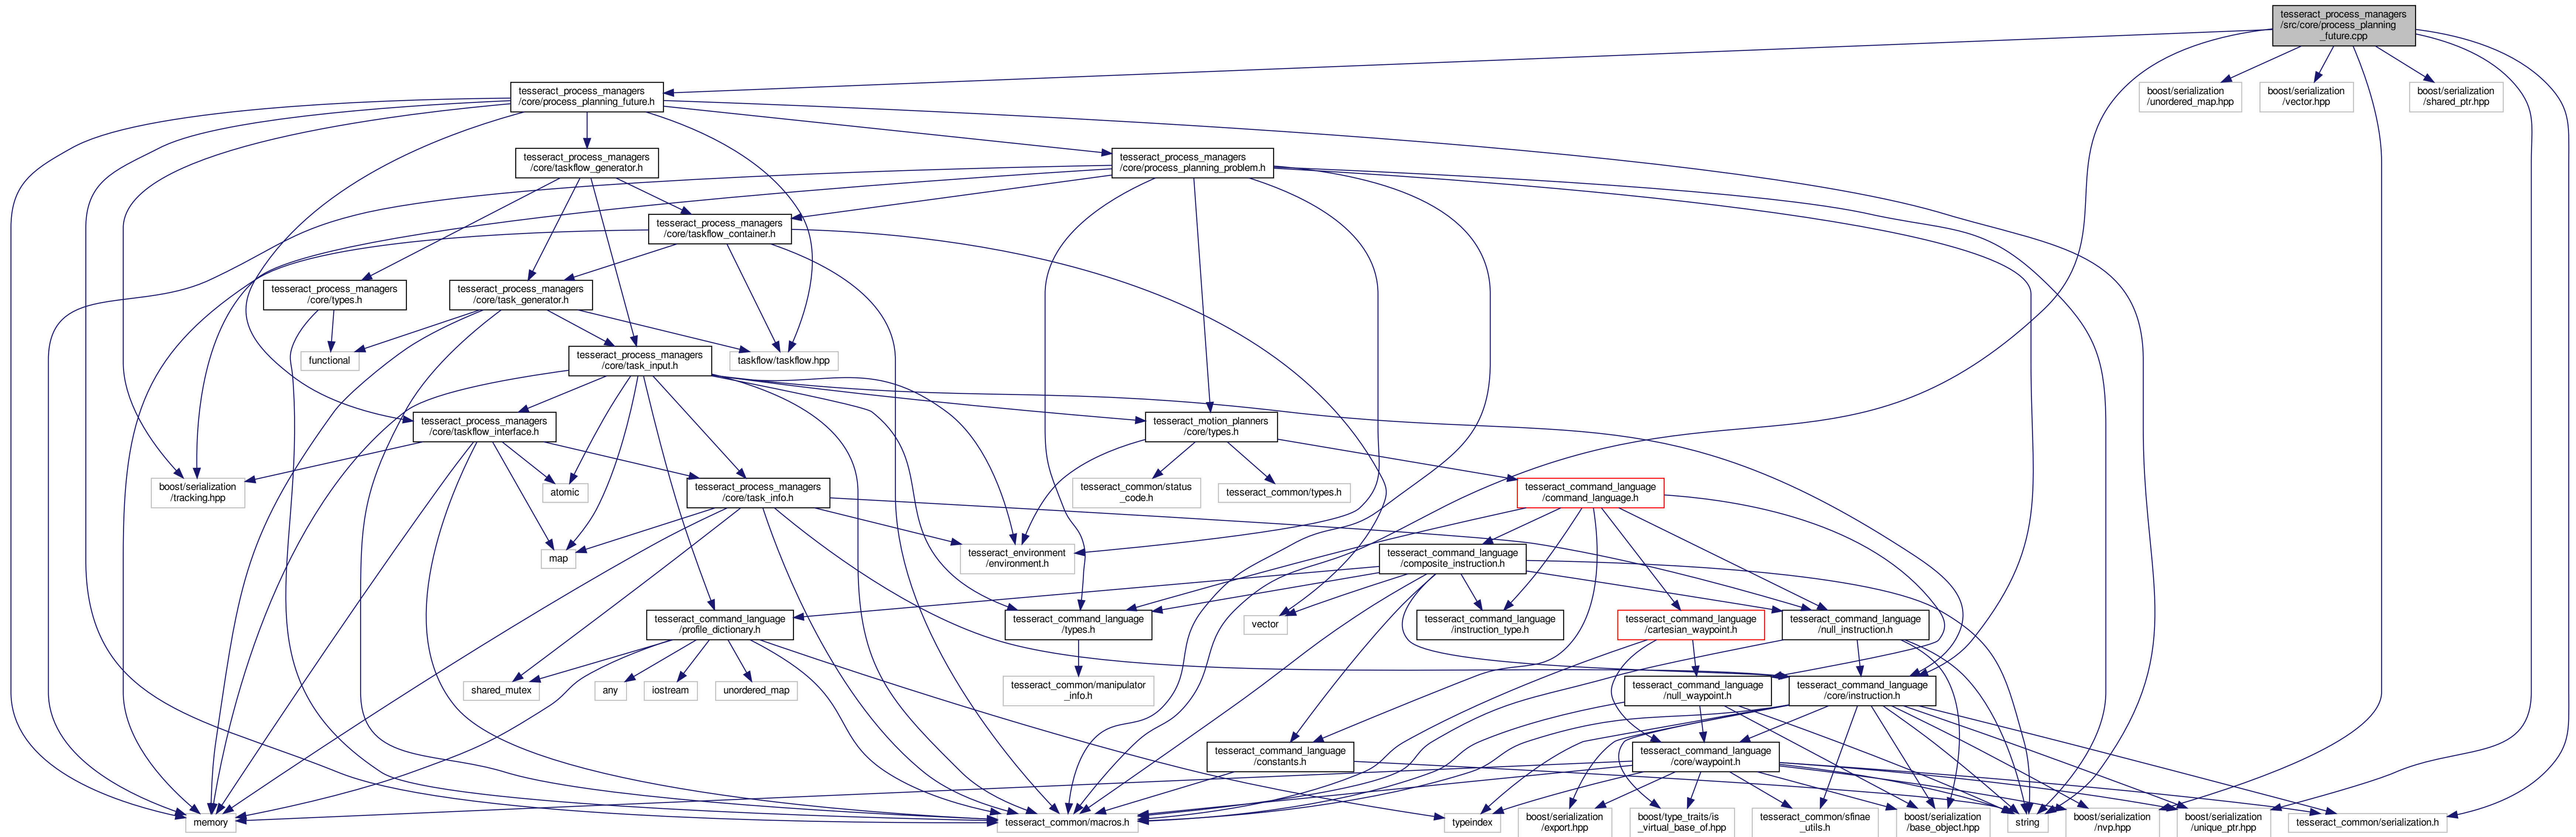 tesseract_process_managers
/src/core/process_planning
_future.cpp
tesseract_process_managers
/core/process_planning_future.h
boost/serialization
/unordered_map.hpp
boost/serialization
/vector.hpp
boost/serialization
/shared_ptr.hpp
tesseract_process_managers
/core/taskflow_generator.h
tesseract_process_managers
/core/process_planning_problem.h
tesseract_process_managers
/core/taskflow_container.h
tesseract_process_managers
/core/types.h
tesseract_process_managers
/core/task_generator.h
functional
tesseract_process_managers
/core/task_input.h
taskflow/taskflow.hpp
tesseract_process_managers
/core/taskflow_interface.h
tesseract_motion_planners
/core/types.h
boost/serialization
/tracking.hpp
atomic
tesseract_process_managers
/core/task_info.h
tesseract_common/status
_code.h
tesseract_common/types.h
tesseract_command_language
/command_language.h
map
tesseract_environment
/environment.h
tesseract_command_language
/composite_instruction.h
tesseract_command_language
/profile_dictionary.h
tesseract_command_language
/types.h
vector
tesseract_command_language
/instruction_type.h
tesseract_command_language
/cartesian_waypoint.h
tesseract_command_language
/null_instruction.h
shared_mutex
any
iostream
unordered_map
tesseract_common/manipulator
_info.h
tesseract_command_language
/null_waypoint.h
tesseract_command_language
/core/instruction.h
tesseract_command_language
/constants.h
tesseract_command_language
/core/waypoint.h
memory
tesseract_common/macros.h
typeindex
boost/serialization
/export.hpp
boost/type_traits/is
_virtual_base_of.hpp
tesseract_common/sfinae
_utils.h
boost/serialization
/base_object.hpp
string
boost/serialization
/nvp.hpp
boost/serialization
/unique_ptr.hpp
tesseract_common/serialization.h